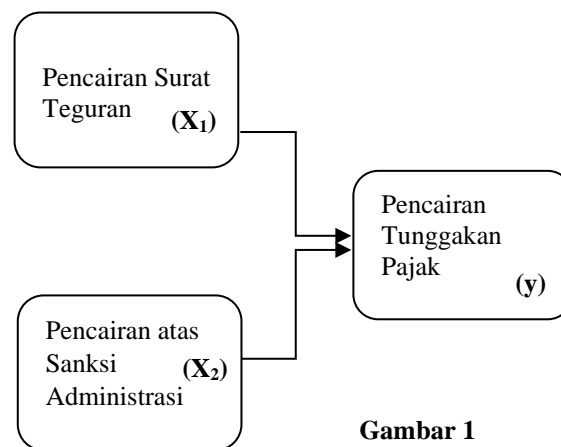 Pencairan Surat
Teguran
(X₁)
Pencairan
Tunggakan
Pajak
(y)
Pencairan atas
Sanksi
(X₂)
Administrasi
Gambar 1